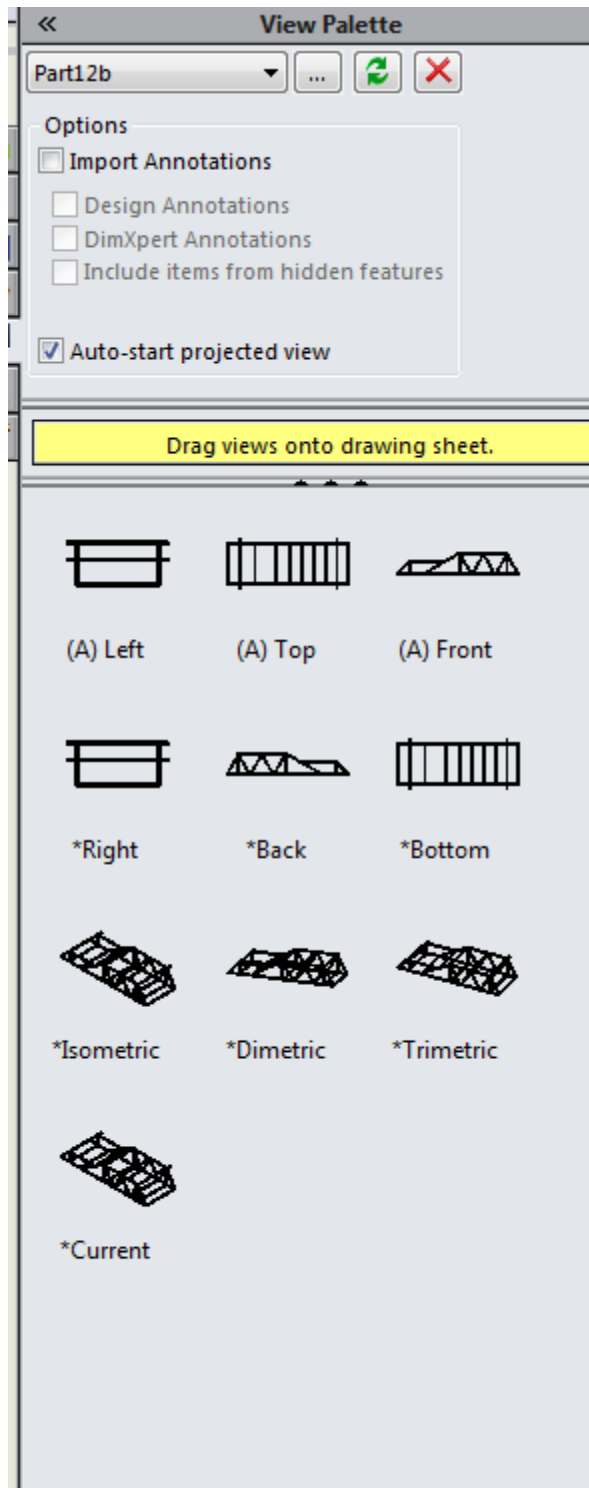 View Palette
Part12b
...
Options
Import Annotations
Design Annotations
DimXpert Annotations
Include items from hidden features
Auto-start projected view
Drag views onto drawing sheet.
(A) Left (A) Top (A) Front
*Right *Back *Bottom
*Isometric *Dimetric *Trimetric
*Current